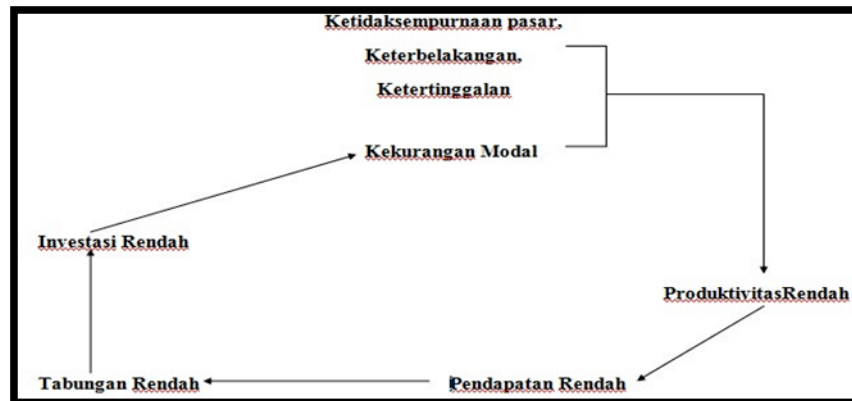 Ketidaksempurnaan pasar,
Keterbelakangan,
Ketertinggalan
Kekurangan Modal
Investasi Rendah
ProduktivitasRendah
Tabungan Rendah
Pendapatan Rendah